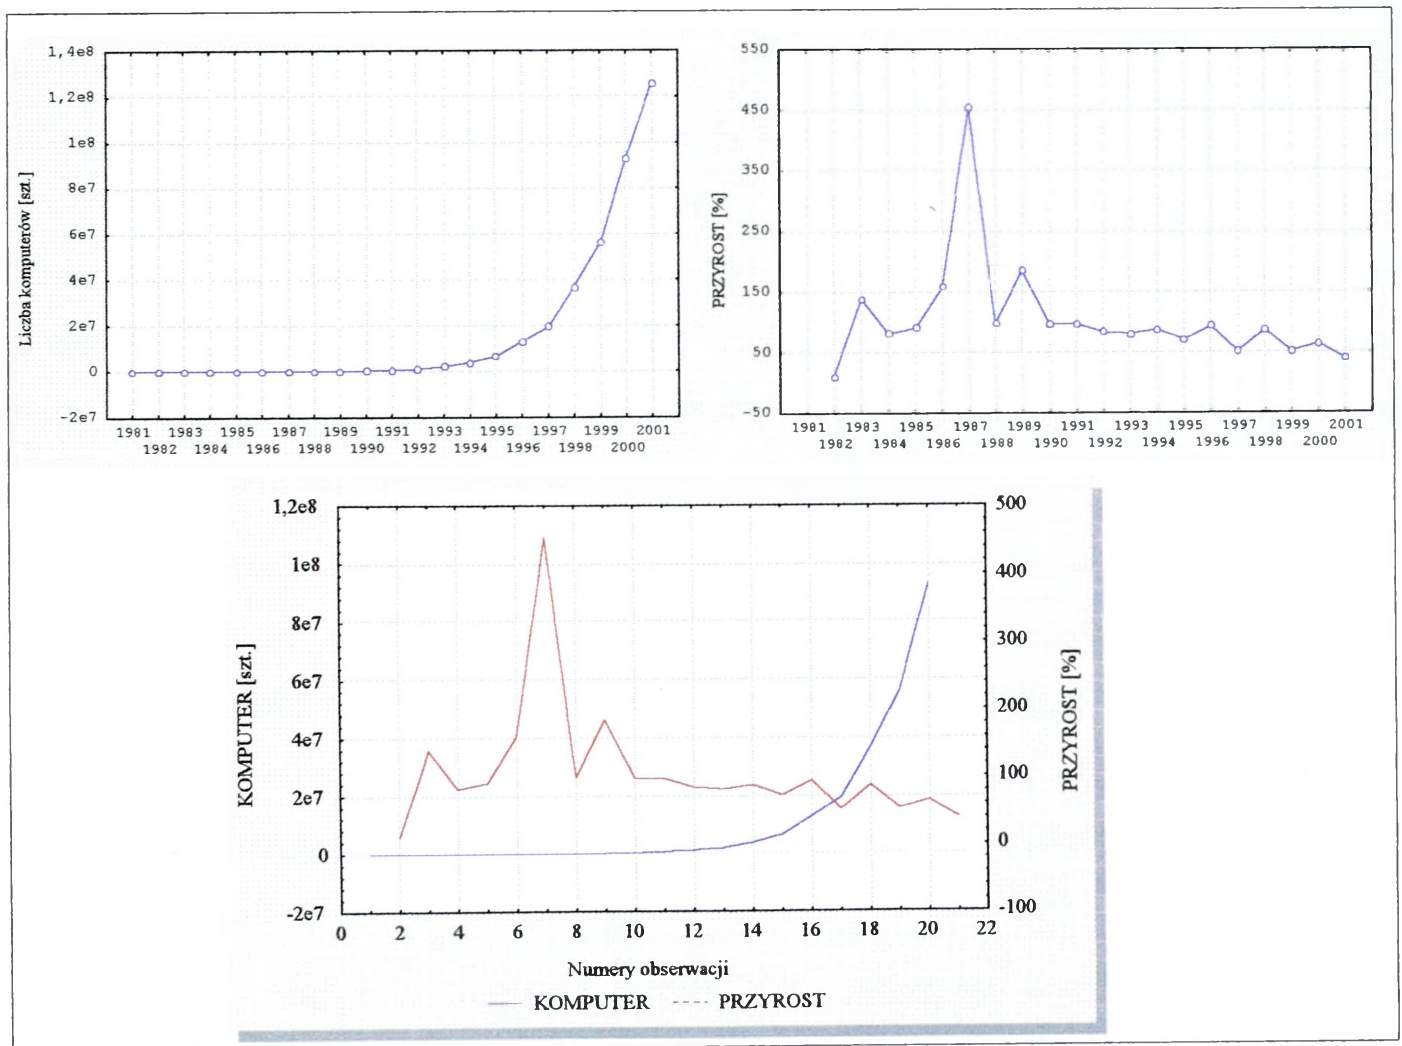 1,4e8
1,2e8
1e8
8e7
6e7
4e7
2e7
0
-2e7
Liczba komputerów [szt.]
1981 1983 1985 1987 1989 1991 1993 1995 1997 1999 2001
1982 1984 1986 1988 1990 1992 1994 1996 1998 2000
550
450
350
250
150
50
-50
PRZYROST [%]
1981 1983 1985 1987 1989 1991 1993 1995 1997 1999 2001
1982 1984 1986 1988 1990 1992 1994 1996 1998 2000
1,2e8
1e8
8e7
6e7
4e7
2e7
0
-2e7
KOMPUTER [szt.]
500
400
300
200
100
0
-100
PRZYROST [%]
0 2 4 6 8 10 12 14 16 18 20 22
Numery obserwacji
KOMPUTER PRZYROST